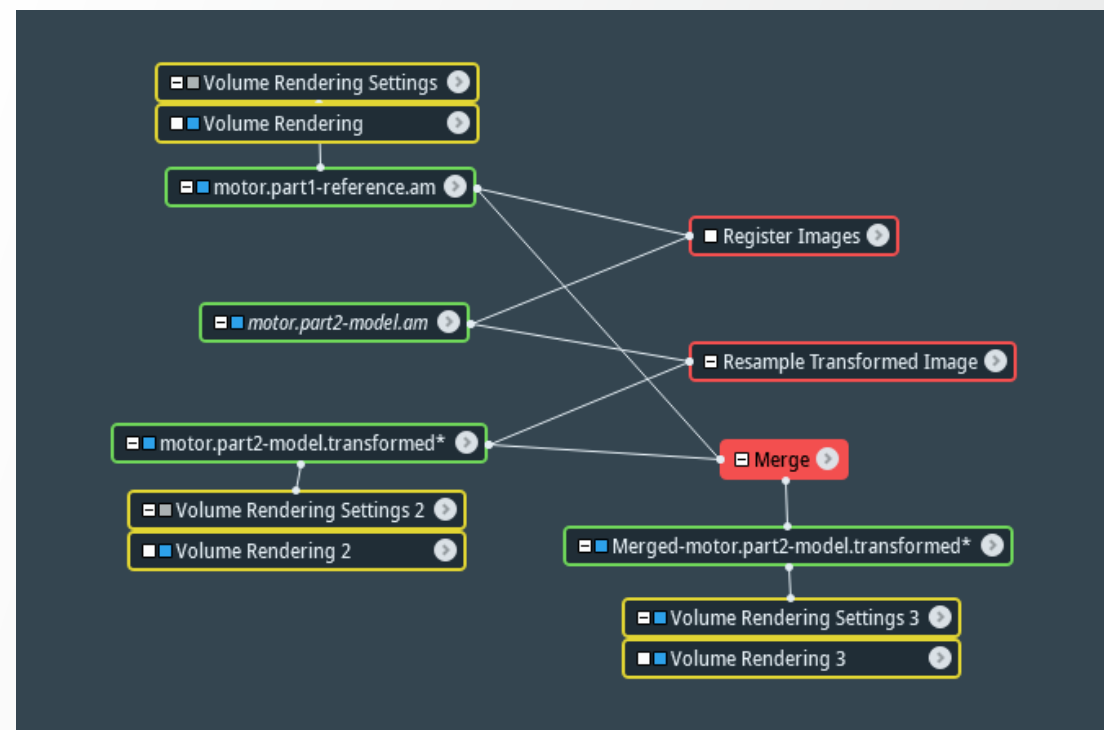 Volume Rendering Settings
Volume Rendering
motor.part1-reference.am
Register Images
motor.part2-model.am
Resample Transformed Image
motor.part2-model.transformed*
Merge
Volume Rendering Settings 2
Volume Rendering 2
Merged-motor.part2-model.transformed*
Volume Rendering Settings 3
Volume Rendering 3